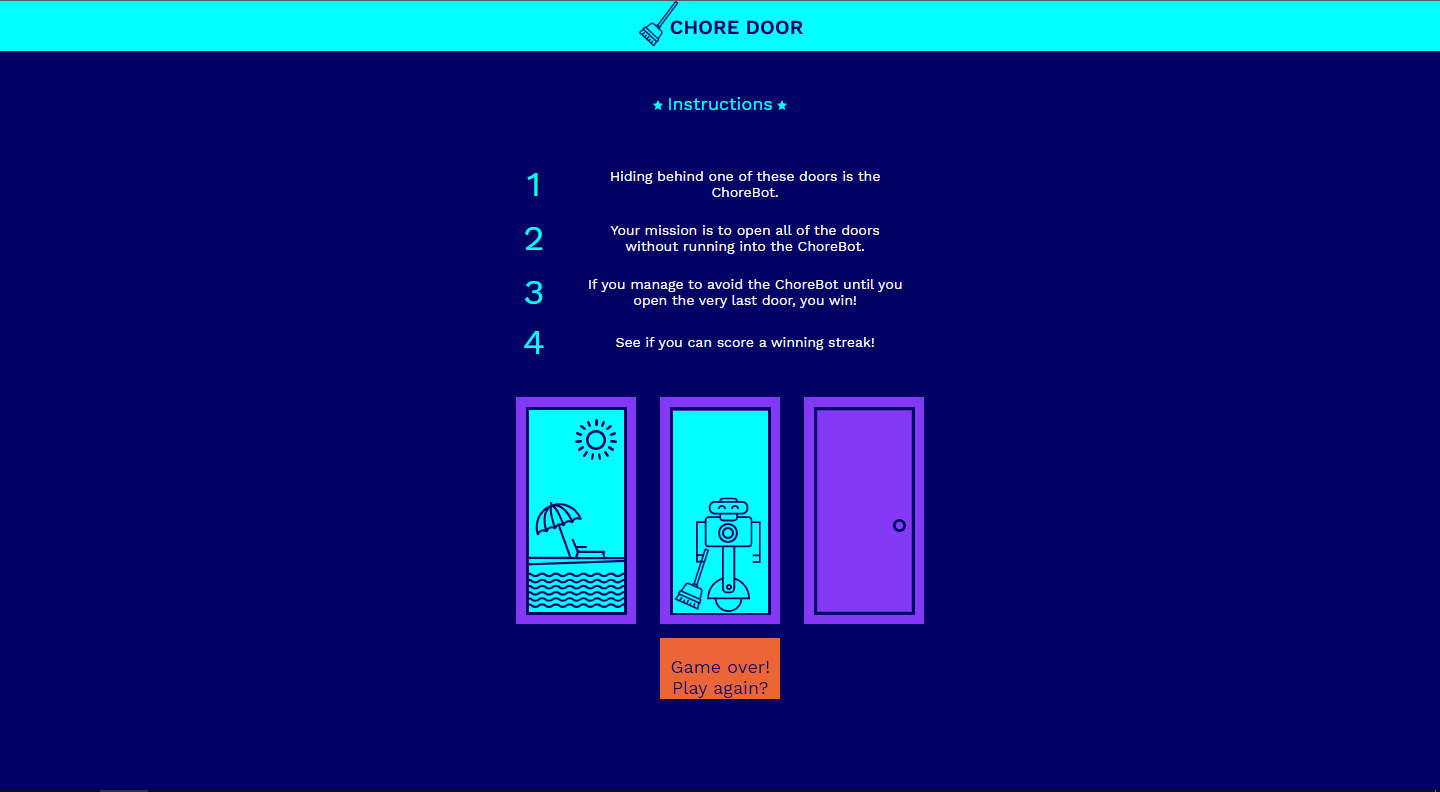 CHORE DOOR
Instructions
1
Hiding behind one of these doors is the
ChoreBot.
2
Your mission is to open all of the doors
without running into the ChoreBot.
3
If you manage to avoid the ChoreBot until you
open the very last door, you win!
4
See if you can score a winning streak!
Game over!
Play again?